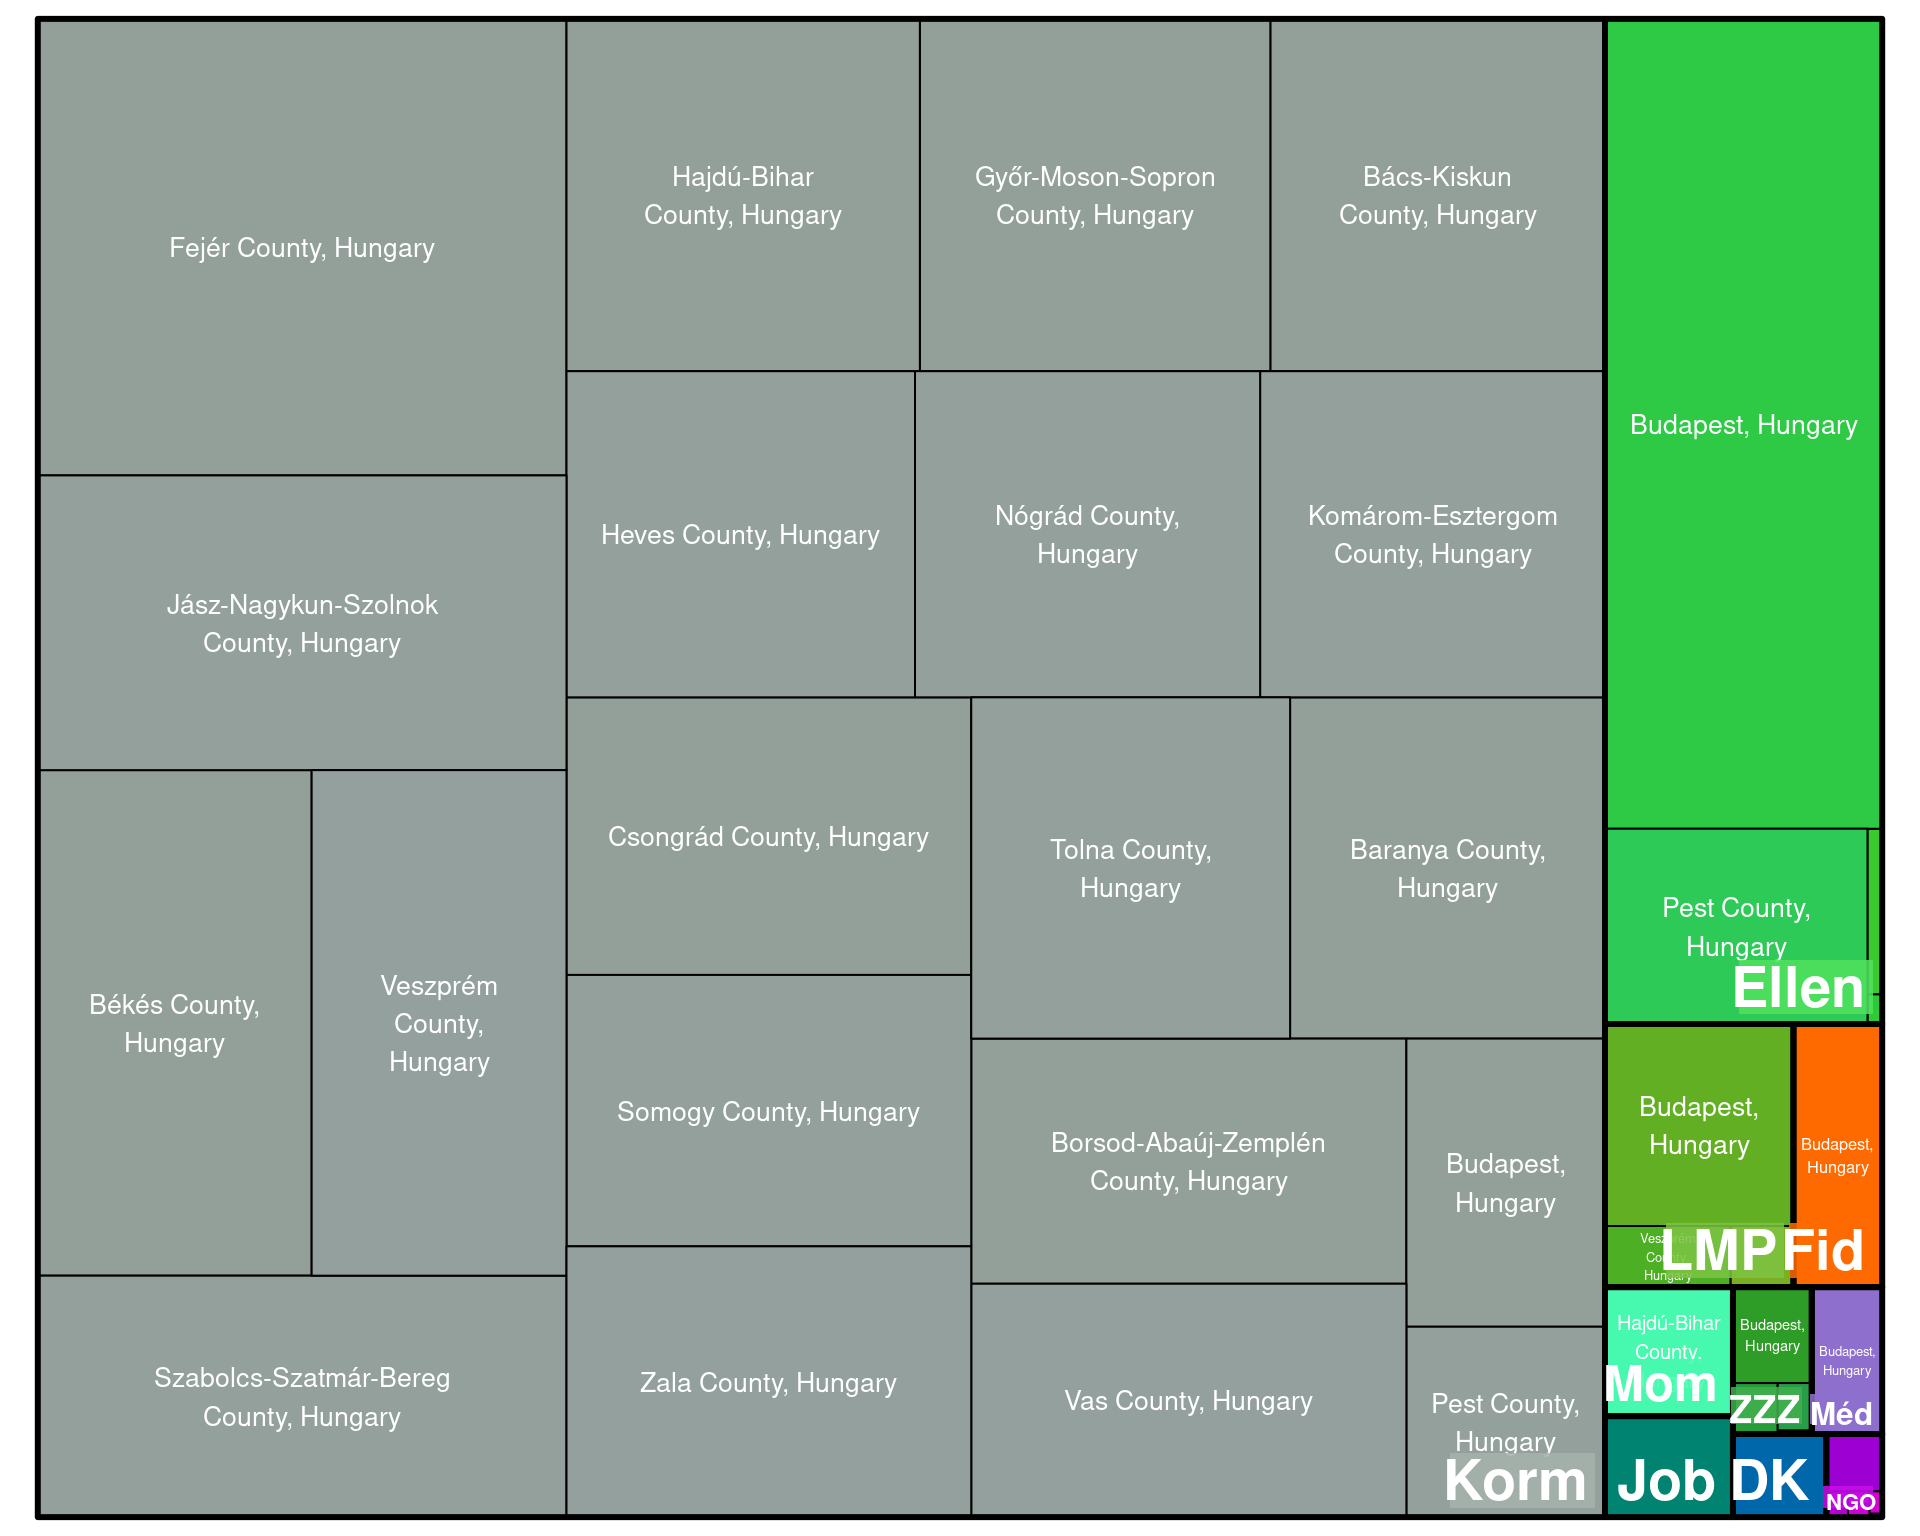 Fejér County, Hungary
Hajdú-Bihar
County, Hungary
Győr-Moson-Sopron
County, Hungary
Bács-Kiskun
County, Hungary
Budapest, Hungary
Jász-Nagykun-Szolnok
County, Hungary
Heves County, Hungary
Nógrád County,
Hungary
Komárom-Esztergom
County, Hungary
Békés County,
Hungary
Veszprém
County,
Hungary
Csongrád County, Hungary
Tolna County,
Hungary
Baranya County,
Hungary
Pest County,
Hungary
Ellen
Somogy County, Hungary
Borsod-Abaúj-Zemplén
County, Hungary
Budapest,
Hungary
Budapest,
Hungary
Budapest,
Hungary
Veszprém
County,
Hungary
LMP
Fid
Szabolcs-Szatmár-Bereg
County, Hungary
Zala County, Hungary
Vas County, Hungary
Pest County,
Hungary
Korm
Hajdú-Bihar
County,
Mom
Budapest,
Hungary
ZZZ
Budapest,
Hungary
Méd
Job
DK
NGO